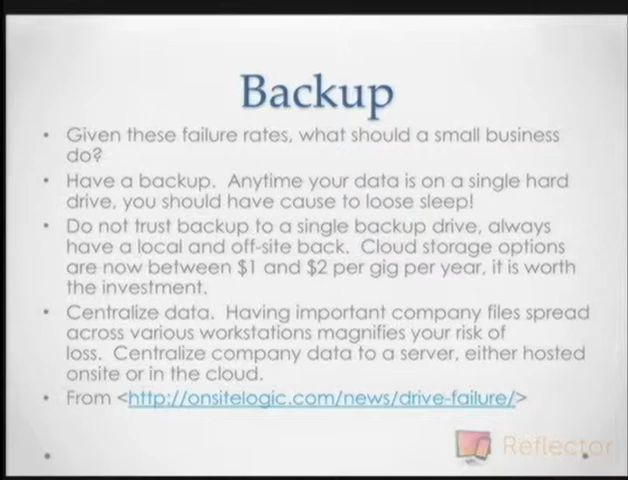 Backup
• Given these failure rates, what should a small business
do?
• Have a backup.  Anytime your data is on a single hard
drive, you should have cause to loose sleep!
• Do not trust backup to a single backup drive, always
have a local and off-site back.  Cloud storage options
are now between $1 and $2 per gig per year, it is worth
the investment.
• Centralize data.  Having important company files spread
across various workstations magnifies your risk of
loss.  Centralize company data to a server, either hosted
onsite or in the cloud.
• From <http://onsitelogic.com/news/drive-failure/>
Reflector